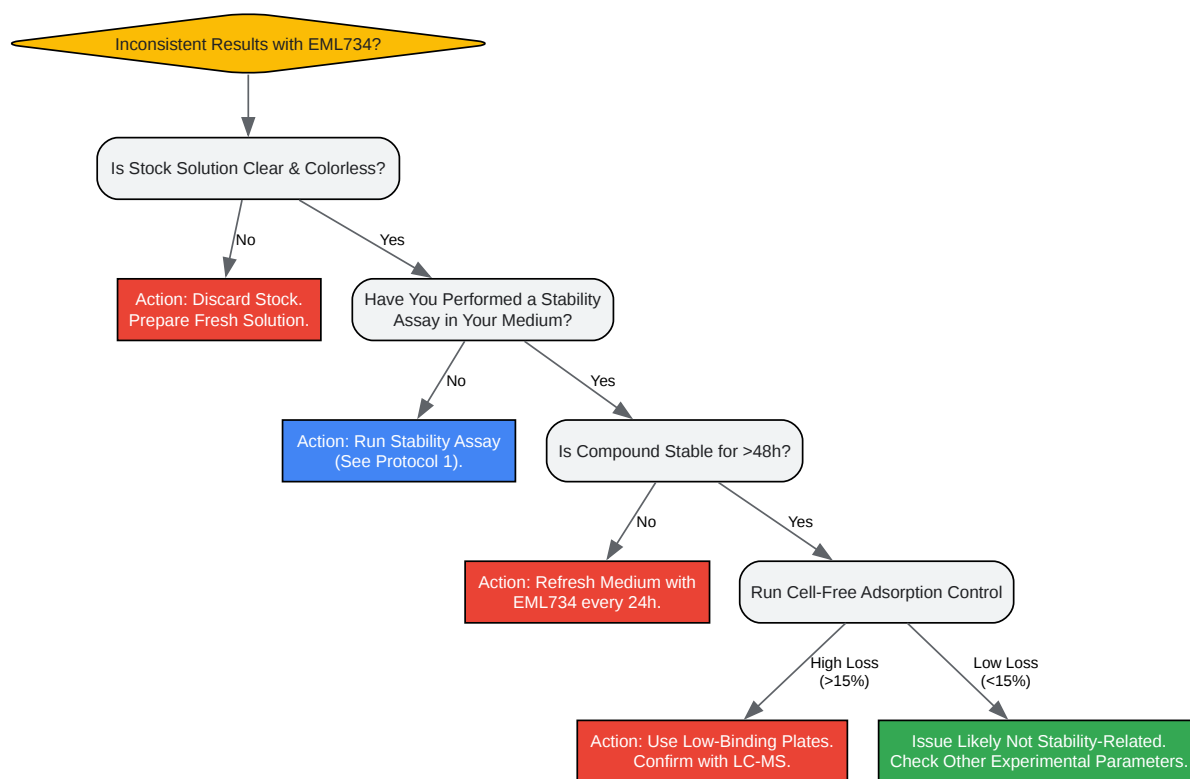 Inconsistent Results with EML734?
Is Stock Solution Clear & Colorless?
No
Yes
Action: Discard Stock.
Prepare Fresh Solution.
Have You Performed a Stability
Assay in Your Medium?
No
Yes
Action: Run Stability Assay
(See Protocol 1).
Is Compound Stable for >48h?
No
Yes
Action: Refresh Medium with
EML734 every 24h.
Run Cell-Free Adsorption Control
High Loss
(>15%)
Low Loss
(<15%)
Action: Use Low-Binding Plates.
Confirm with LC-MS.
Issue Likely Not Stability-Related.
Check Other Experimental Parameters.